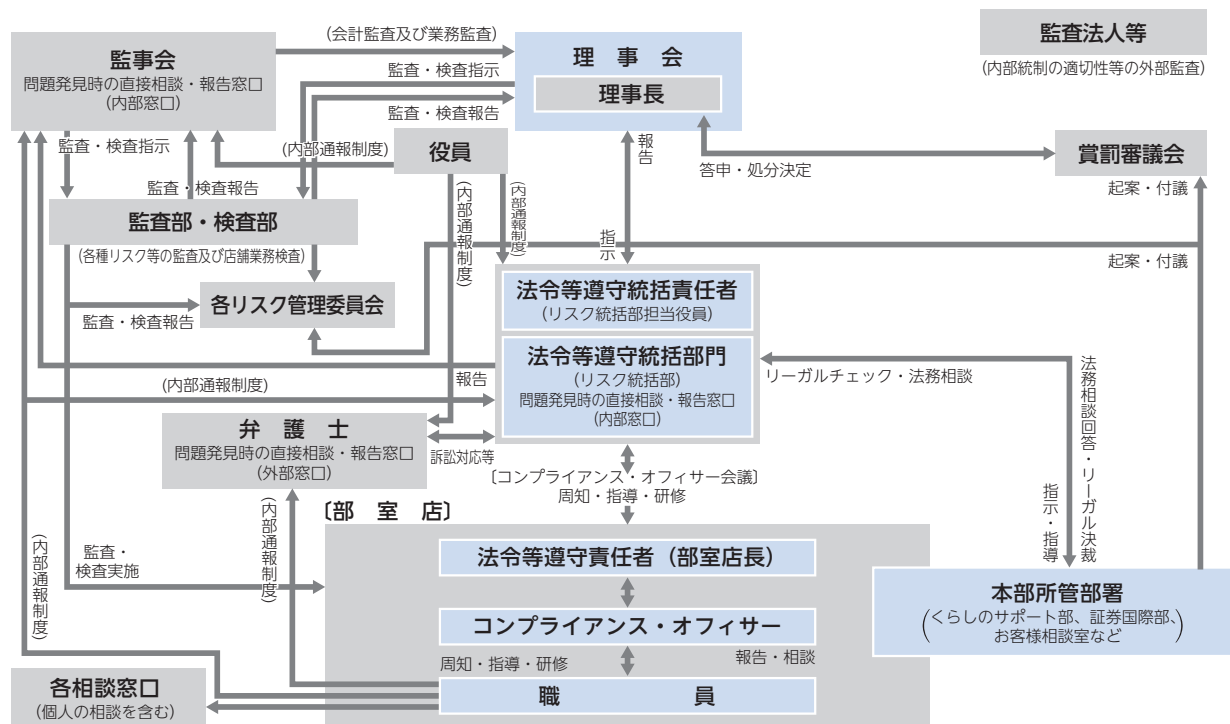 監事会
問題発見時の直接相談・報告窓口
(内部窓口)
(会計監査及び業務監査)
理事会
理事長
監査法人等
(内部統制の適切性等の外部監査)
監査・検査指示
監査・検査報告
監査・検査指示
(内部通報制度)
役員
報告
答申・処分決定
賞罰審議会
監査・検査報告
起案・付議
監査部・検査部
(各種リスク等の監査及び店舗業務検査)
(内部通報制度)
(内部通報制度)
指示
起案・付議
各リスク管理委員会
監査・検査報告
法令等遵守統括責任者
(リスク統括部担当役員)
法令等遵守統括部門
(リスク統括部)
問題発見時の直接相談・報告窓口
(内部窓口)
(内部通報制度)
報告
リーガルチェック・法務相談
法務相談回答・リーガル決裁
指示・指導
弁護士
問題発見時の直接相談・報告窓口
(外部窓口)
訴訟対応等
〔コンプライアンス・オフィサー会議〕
周知・指導・研修
〔部室店〕
(内部通報制度)
監査・
検査実施
(内部通報制度)
法令等遵守責任者(部室店長)
コンプライアンス・オフィサー
周知・指導・研修
報告・相談
職員
本部所管部署
(くらしのサポート部、証券国際部、
お客様相談室など)
各相談窓口
(個人の相談を含む)